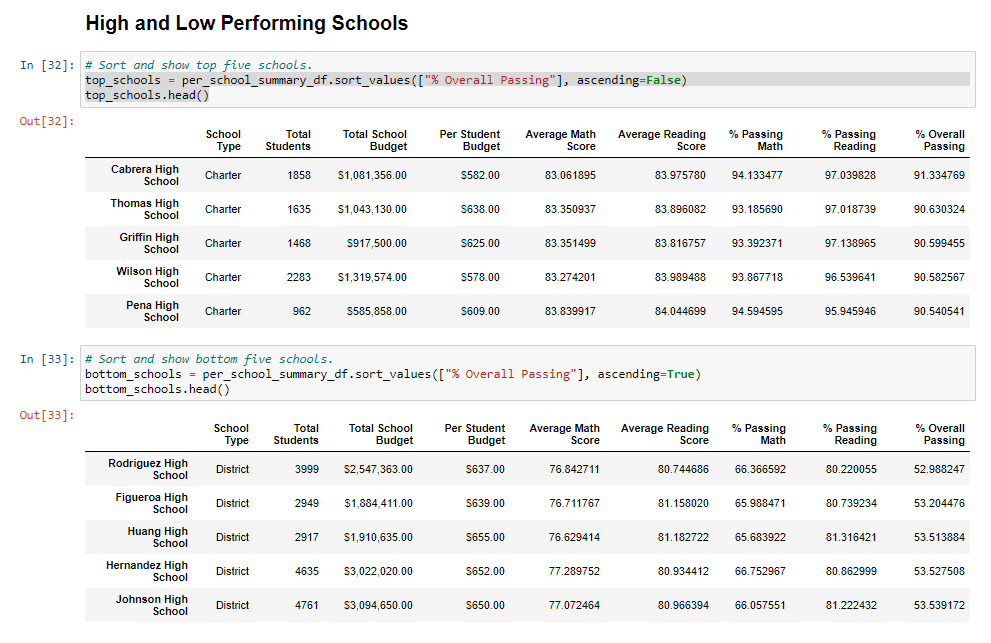 High and Low Performing Schools
In [32]: # Sort and show top five schools.
top_schools = per_school_summary_df.sort_values(["% Overall Passing"], ascending=False)
top_schools.head()
Out[32]:
School Type Total Students Total School Budget Per Student Budget Average Math Score Average Reading Score % Passing Math % Passing Reading % Overall Passing
Cabrera High School Charter 1858 $1,081,356.00 $582.00 83.061895 83.975780 94.133477 97.039828 91.334769
Thomas High School Charter 1635 $1,043,130.00 $638.00 83.350937 83.896082 93.185690 97.018739 90.630324
Griffin High School Charter 1468 $917,500.00 $625.00 83.351499 83.816757 93.392371 97.138965 90.599455
Wilson High School Charter 2283 $1,319,574.00 $578.00 83.274201 83.989488 93.867718 96.539641 90.582567
Pena High School Charter 962 $585,858.00 $609.00 83.839917 84.044699 94.594595 95.945946 90.540541
In [33]: # Sort and show bottom five schools.
bottom_schools = per_school_summary_df.sort_values(["% Overall Passing"], ascending=True)
bottom_schools.head()
Out[33]:
School Type Total Students Total School Budget Per Student Budget Average Math Score Average Reading Score % Passing Math % Passing Reading % Overall Passing
Rodriguez High School District 3999 $2,547,363.00 $637.00 76.842711 80.744686 66.366592 80.220055 52.988247
Figueroa High School District 2949 $1,884,411.00 $639.00 76.711767 81.158020 65.988471 80.739234 53.204476
Huang High School District 2917 $1,910,635.00 $655.00 76.629414 81.182722 65.683922 81.316421 53.513884
Hernandez High School District 4635 $3,022,020.00 $652.00 77.289752 80.934412 66.752967 80.862999 53.527508
Johnson High School District 4761 $3,094,650.00 $650.00 77.072464 80.966394 66.057551 81.222432 53.539172